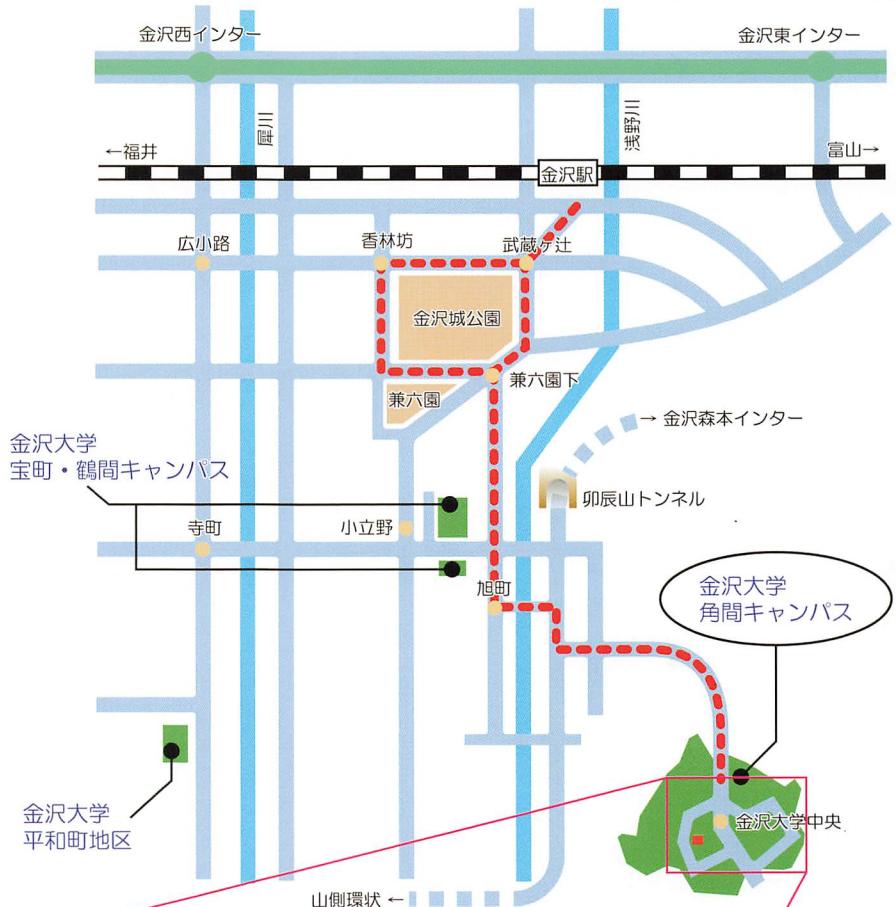 金沢西インター
金沢東インター
犀川
浅野川
←福井
富山→
金沢駅
広小路
香林坊
武蔵ヶ辻
金沢城公園
兼六園下
兼六園
→ 金沢森本インター
金沢大学
宝町・鶴間キャンパス
卯辰山トンネル
寺町
小立野
旭町
金沢大学
角間キャンパス
金沢大学
平和町地区
金沢大学中央
山側環状 ←